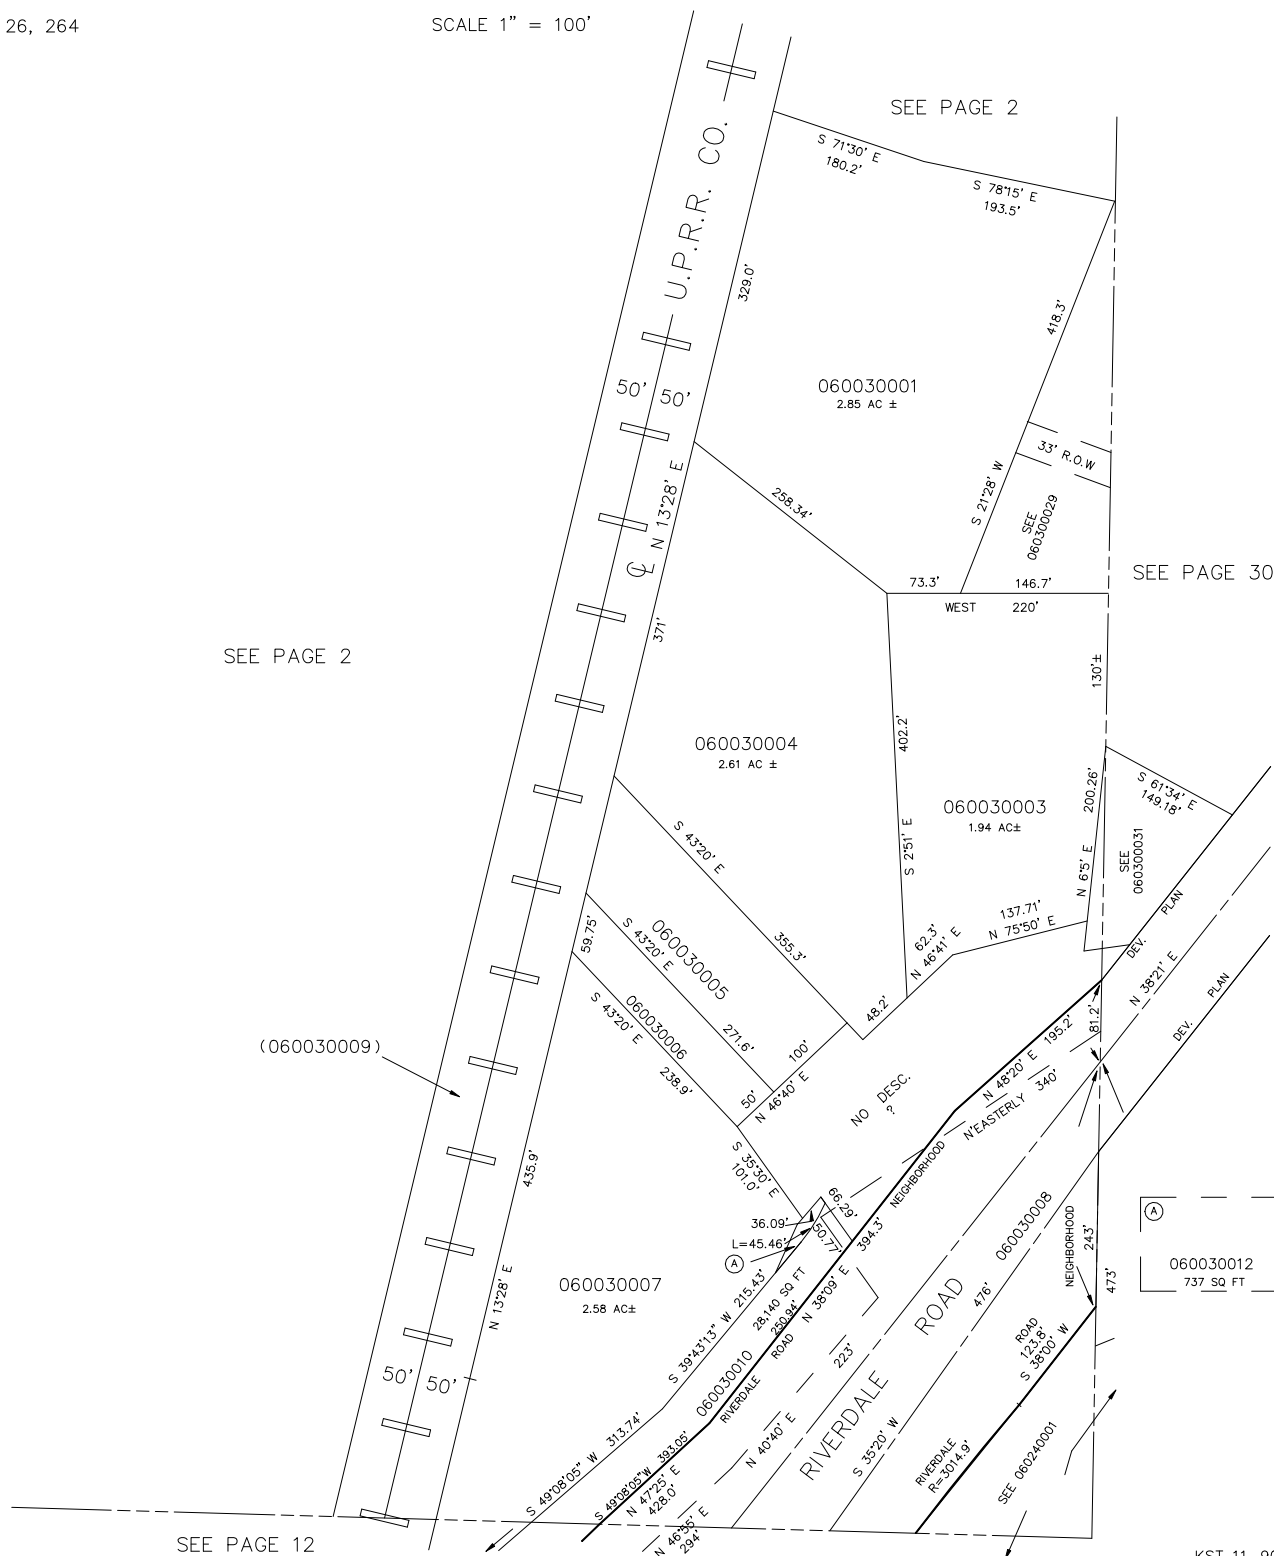 26, 264
SCALE 1” = 100’
SEE PAGE 2
S 71°30’ E
180.2’
S 78°15’ E
193.5’
U.P.R.R. CO.
329.0’
418.3’
50’ 50’
060030001
2.85 AC ±
33’ R.O.W
S 21°28’ W
SEE
060300029
258.34’
N 13°28’ E
℄
73.3’
146.7’
WEST 220’
SEE PAGE 30
371’
130’±
SEE PAGE 2
402.2’
060030004
2.61 AC ±
200.26’
S 61°34’ E
149.18’
060030003
1.94 AC±
S 43°20’ E
S 2°51’ E
N 6°5’ E
SEE
060300031
PLAN
DEV.
137.71’
N 75°50’ E
62.3’
N 46°41’ E
355.3’
59.75’
060030005
S 43°20’ E
271.6’
N 38°21’ E
PLAN
DEV.
48.2’
060030006
S 43°20’ E
238.9’
100’
50’
N 46°40’ E
195.2’
N 48°20’ E
81.2’
(060030009)
NO DESC.
?
N’EASTERLY 340’
NEIGHBORHOOD
435.9’
S 35°30’ E
101.0’
66.29’
36.09’
50.77’
L=45.46’
A
394.3’
060030008
NEIGHBORHOOD
243’
473’
A
060030012
737 SQ FT
060030007
2.58 AC±
N 13°28’ E
215.43’
S 39°43’13” W
28,140 SQ FT
250.94’
N 38°09’ E
ROAD
RIVERDALE
060030010
476’
RIVERDALE ROAD
223’
ROAD
123.8’
S 38°00’ W
50’ 50’
313.74’
S 49°08’05” W
393.05’
S 49°08’05”W
N 47°25’ E
428.0’
N 40°40’ E
S 35°20’ W
RIVERDALE
R=3014.9’
SEE 060240001
N 46°55’ E
294’
SEE PAGE 12